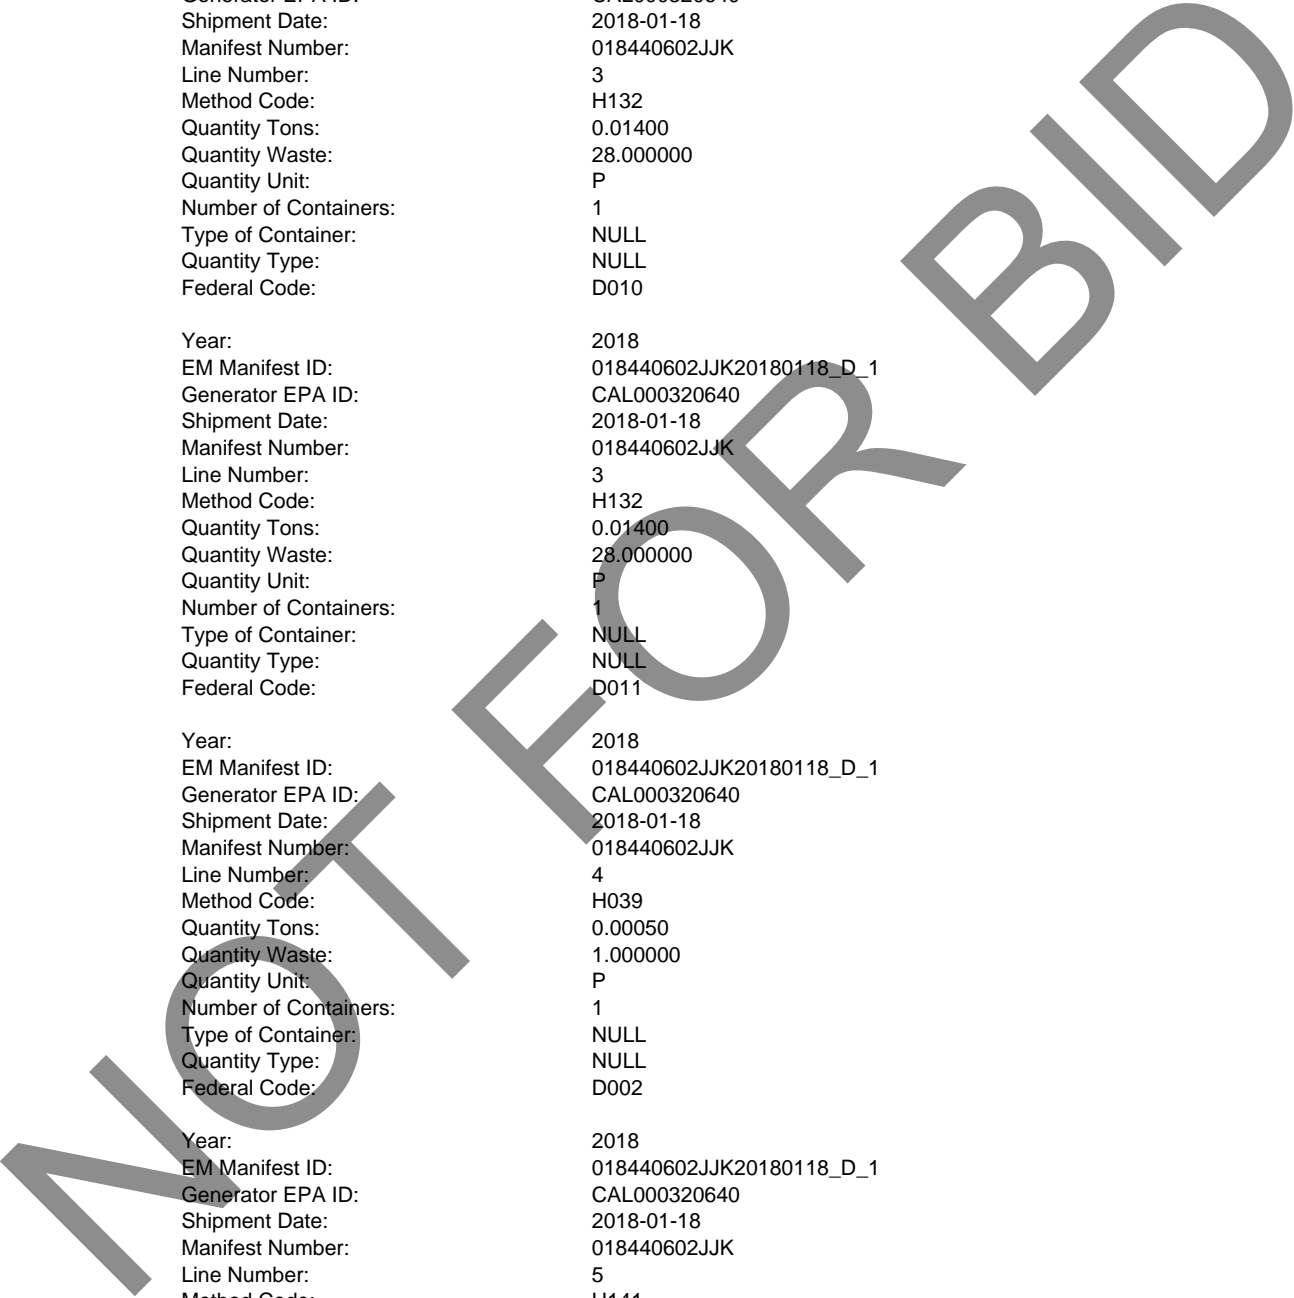 Generator EPA ID: CAL000320640
Shipment Date: 2018-01-18
Manifest Number: 018440602JJK
Line Number: 3
Method Code: H132
Quantity Tons: 0.01400
Quantity Waste: 28.000000
Quantity Unit: P
Number of Containers: 1
Type of Container: NULL
Quantity Type: NULL
Federal Code: D010
Year: 2018
EM Manifest ID: 018440602JJK20180118_D_1
Generator EPA ID: CAL000320640
Shipment Date: 2018-01-18
Manifest Number: 018440602JJK
Line Number: 3
Method Code: H132
Quantity Tons: 0.01400
Quantity Waste: 28.000000
Quantity Unit: P
Number of Containers: 1
Type of Container: NULL
Quantity Type: NULL
Federal Code: D011
Year: 2018
EM Manifest ID: 018440602JJK20180118_D_1
Generator EPA ID: CAL000320640
Shipment Date: 2018-01-18
Manifest Number: 018440602JJK
Line Number: 4
Method Code: H039
Quantity Tons: 0.00050
Quantity Waste: 1.000000
Quantity Unit: P
Number of Containers: 1
Type of Container: NULL
Quantity Type: NULL
Federal Code: D002
Year: 2018
EM Manifest ID: 018440602JJK20180118_D_1
Generator EPA ID: CAL000320640
Shipment Date: 2018-01-18
Manifest Number: 018440602JJK
Line Number: 5
Method Code: H141
NOT FOR BID